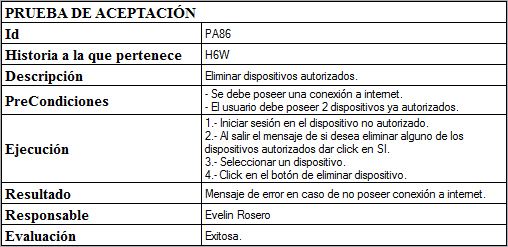 PRUEBA DE ACEPTACIÓN
Id PA86
Historia a la que pertenece H6W
Descripción Eliminar dispositivos autorizados.
PreCondiciones - Se debe poseer una conexión a internet.
- El usuario debe poseer 2 dispositivos ya autorizados.
Ejecución 1.- Iniciar sesión en el dispositivo no autorizado.
2.- Al salir el mensaje de si desea eliminar alguno de los
dispositivos autorizados dar click en SI.
3.- Seleccionar un dispositivo.
4.- Click en el botón de eliminar dispositivo.
Resultado Mensaje de error en caso de no poseer conexión a internet.
Responsable Evelin Rosero
Evaluación Exitosa.